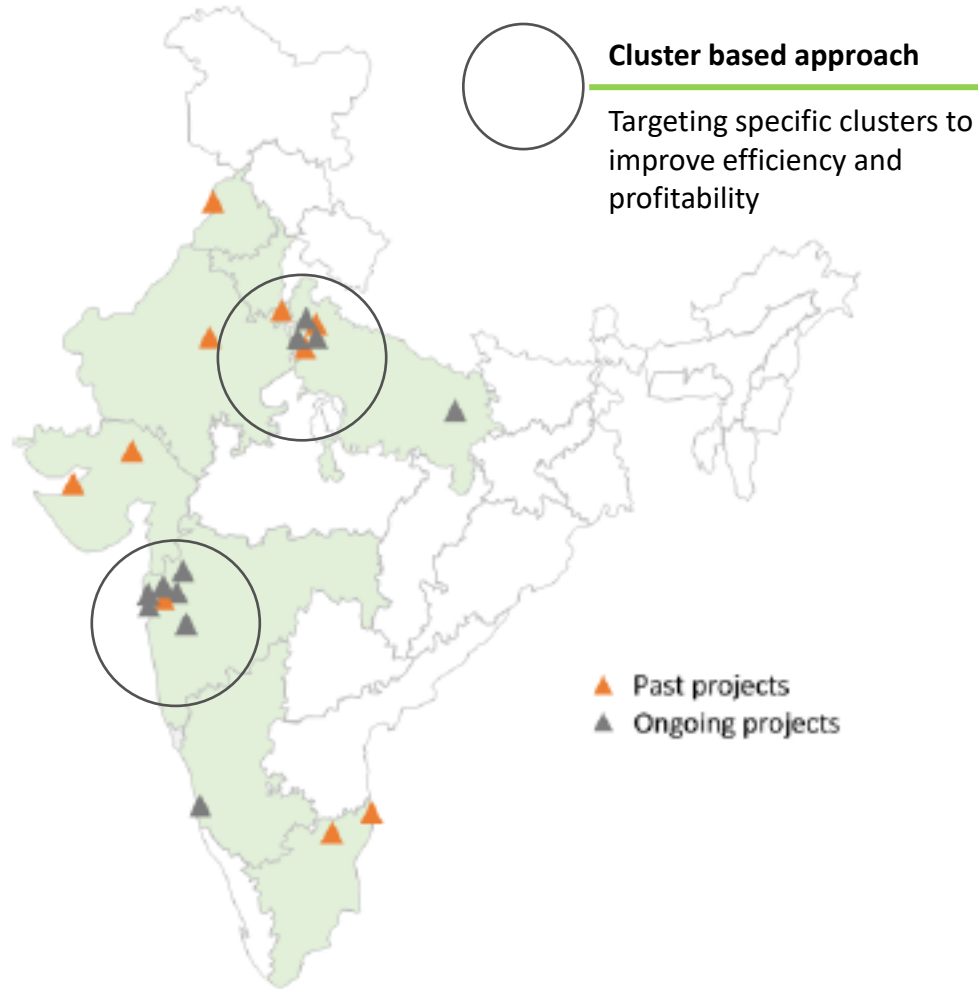 Cluster based approach
Targeting specific clusters to
improve efficiency and
profitability
Past projects
Ongoing projects